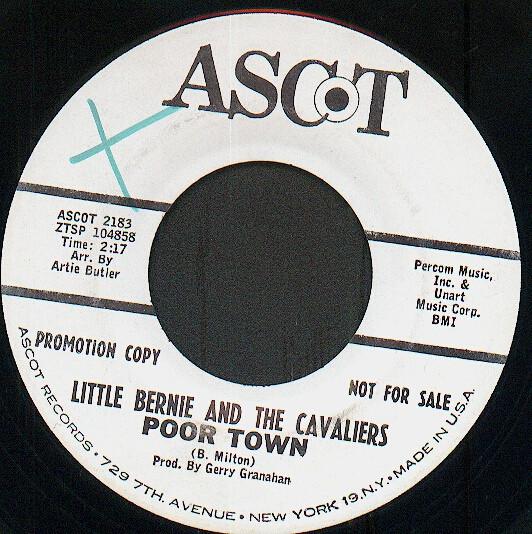 ASCOT
ASCOT 2183
ZTSP 104858
Time: 2:17
Arr. By
Artie Butler
Percom Music,
Inc. &
Unart
Music Corp.
BMI
PROMOTION COPY
NOT FOR SALE
LITTLE BERNIE AND THE CAVALIERS
POOR TOWN
(B. Milton)
Prod. By Gerry Granahan
ASCOT RECORDS • 729 7TH. AVENUE • NEW YORK 19, N.Y. • MADE IN U.S.A.